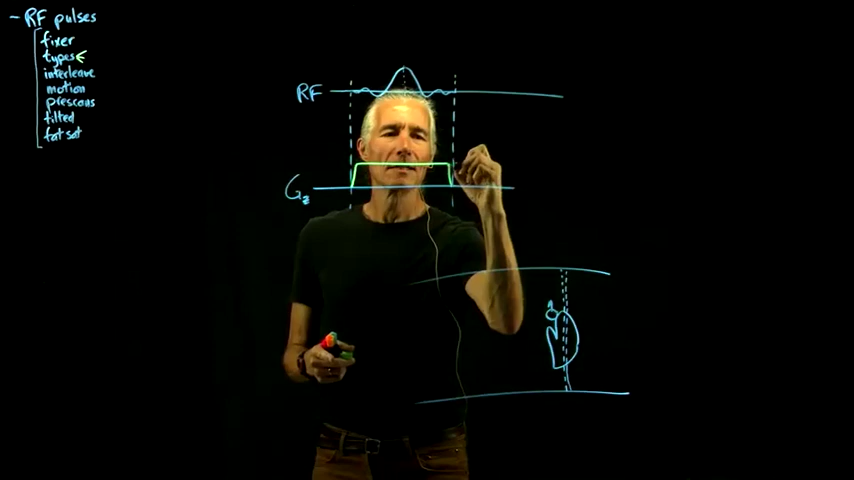 - RF pulses
fixer
types
interleave
motion
prescans
tilted
fat sat
RF
Gz